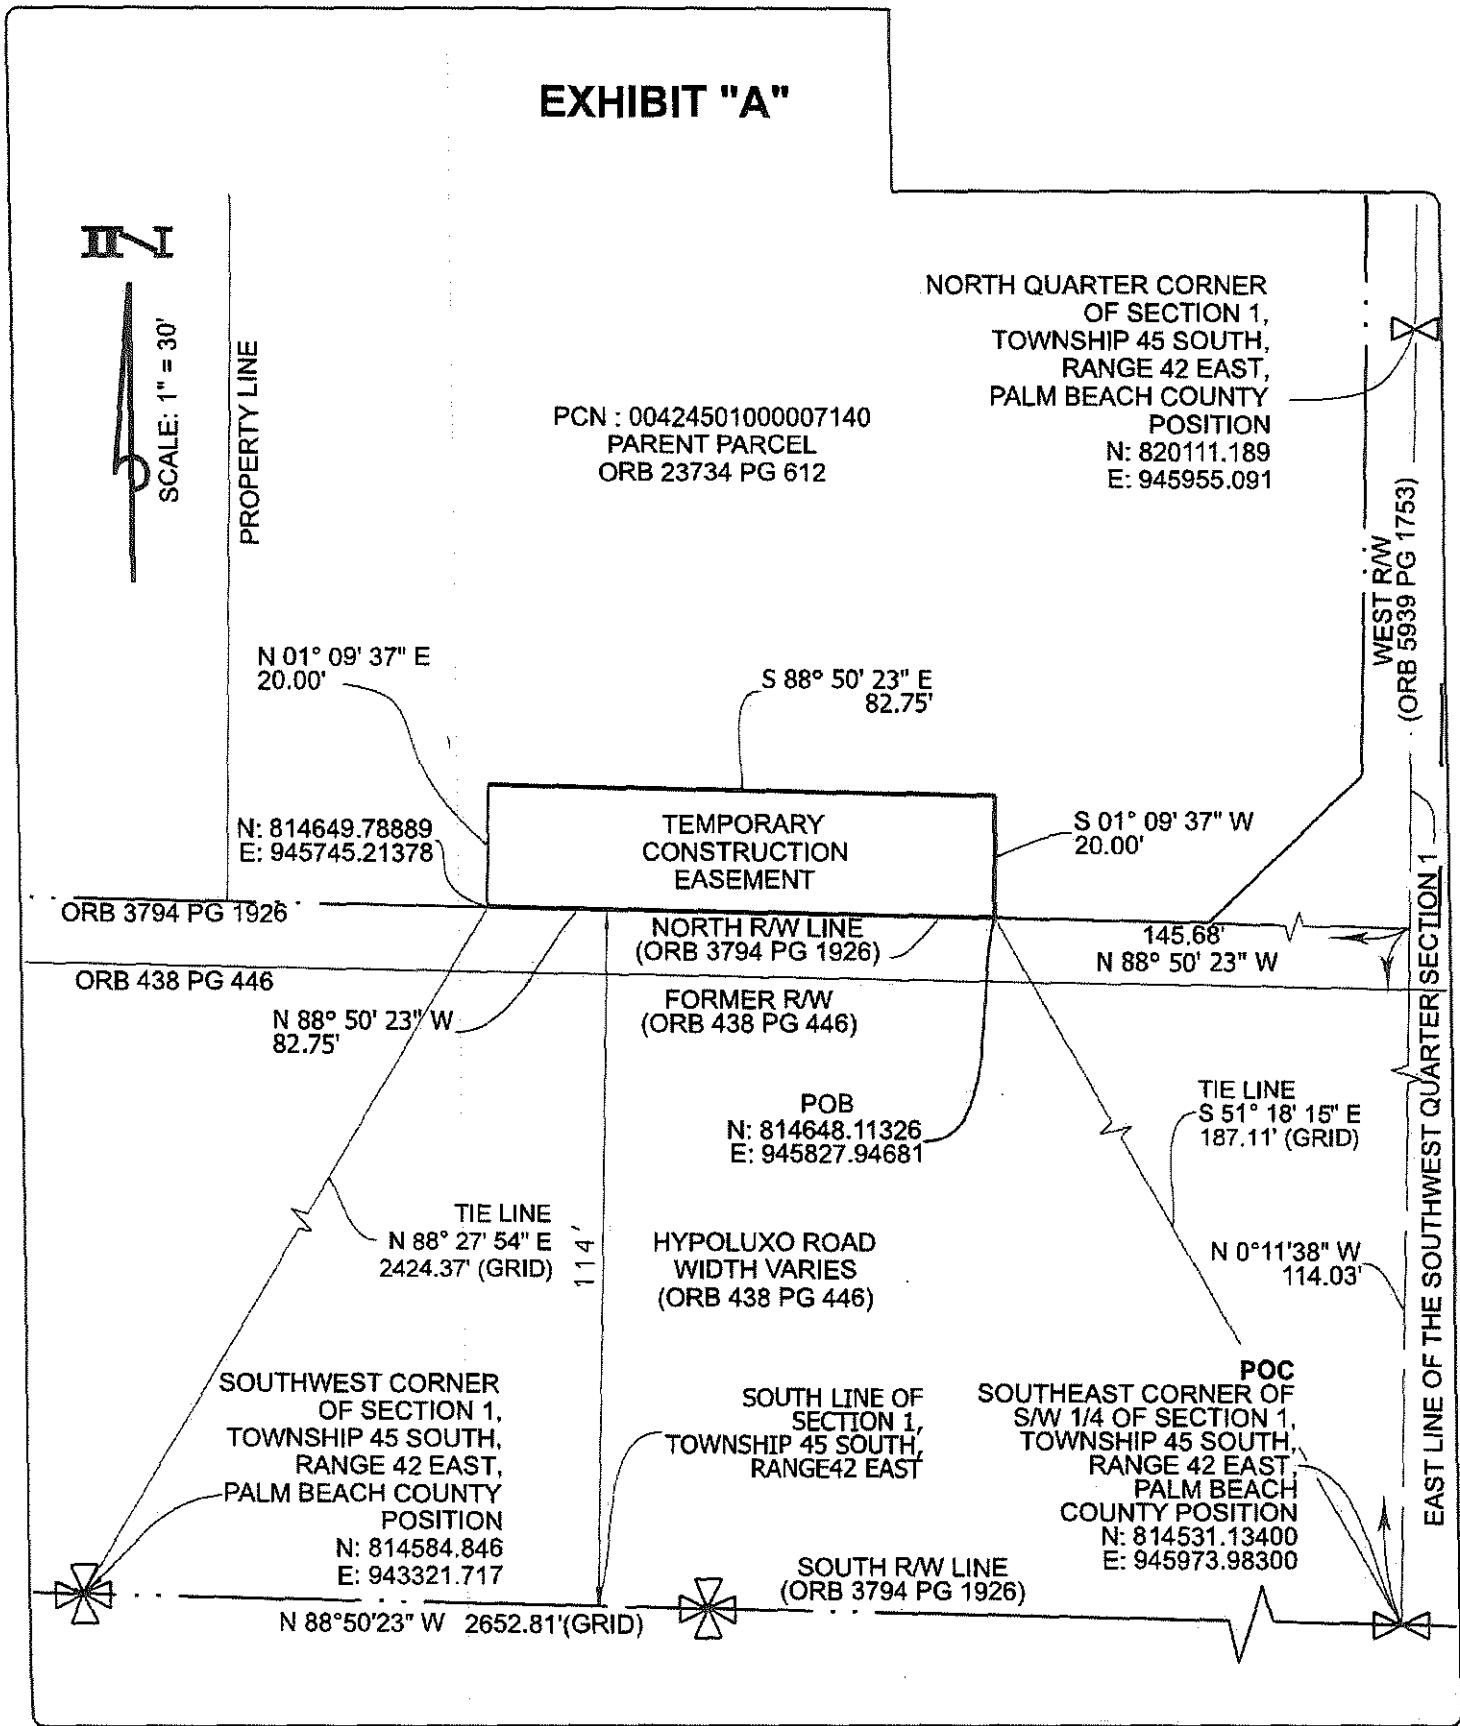 EXHIBIT "A"
N
SCALE: 1" = 30'
PROPERTY LINE
NORTH QUARTER CORNER
OF SECTION 1,
TOWNSHIP 45 SOUTH,
RANGE 42 EAST,
PALM BEACH COUNTY
POSITION
N: 820111.189
E: 945955.091
PCN : 00424501000007140
PARENT PARCEL
ORB 23734 PG 612
WEST R/W
(ORB 5939 PG 1753)
N 01° 09' 37" E
20.00'
S 88° 50' 23" E
82.75'
N: 814649.78889
E: 945745.21378
TEMPORARY
CONSTRUCTION
EASEMENT
S 01° 09' 37" W
20.00'
ORB 3794 PG 1926
NORTH R/W LINE
(ORB 3794 PG 1926)
145.68'
N 88° 50' 23" W
ORB 438 PG 446
FORMER R/W
(ORB 438 PG 446)
N 88° 50' 23" W
82.75'
POB
N: 814648.11326
E: 945827.94681
TIE LINE
S 51° 18' 15" E
187.11' (GRID)
TIE LINE
N 88° 27' 54" E
2424.37' (GRID)
114'
HYPOLUXO ROAD
WIDTH VARIES
(ORB 438 PG 446)
N 0°11'38" W
114.03'
EAST LINE OF THE SOUTHWEST QUARTER SECTION 1
SOUTHWEST CORNER
OF SECTION 1,
TOWNSHIP 45 SOUTH,
RANGE 42 EAST,
PALM BEACH COUNTY
POSITION
N: 814584.846
E: 943321.717
SOUTH LINE OF
SECTION 1,
TOWNSHIP 45 SOUTH,
RANGE42 EAST
POC
SOUTHEAST CORNER OF
S/W 1/4 OF SECTION 1,
TOWNSHIP 45 SOUTH,
RANGE 42 EAST,
PALM BEACH
COUNTY POSITION
N: 814531.13400
E: 945973.98300
SOUTH R/W LINE
(ORB 3794 PG 1926)
N 88°50'23" W 2652.81'(GRID)